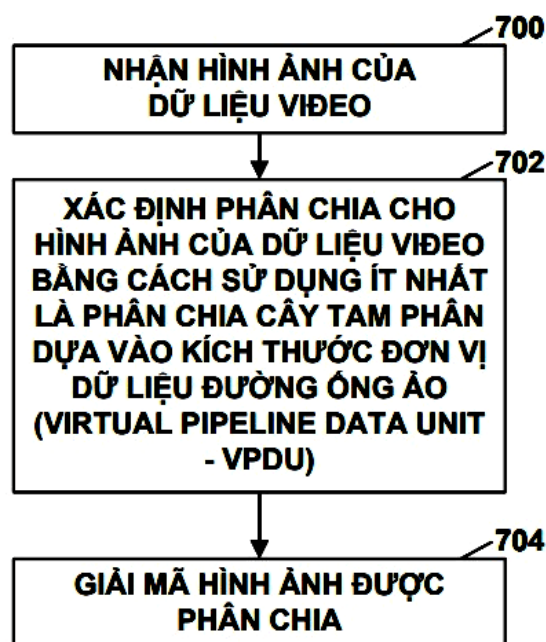 700
NHẬN HÌNH ẢNH CỦA
DỮ LIỆU VIĐEO
702
XÁC ĐỊNH PHÂN CHIA CHO
HÌNH ẢNH CỦA DỮ LIỆU VIĐEO
BẰNG CÁCH SỬ DỤNG ÍT NHẤT
LÀ PHÂN CHIA CÂY TAM PHÂN
DỰA VÀO KÍCH THƯỚC ĐƠN VỊ
DỮ LIỆU ĐƯỜNG ỐNG ẢO
(VIRTUAL PIPELINE DATA UNIT
- VPDU)
704
GIẢI MÃ HÌNH ẢNH ĐƯỢC
PHÂN CHIA